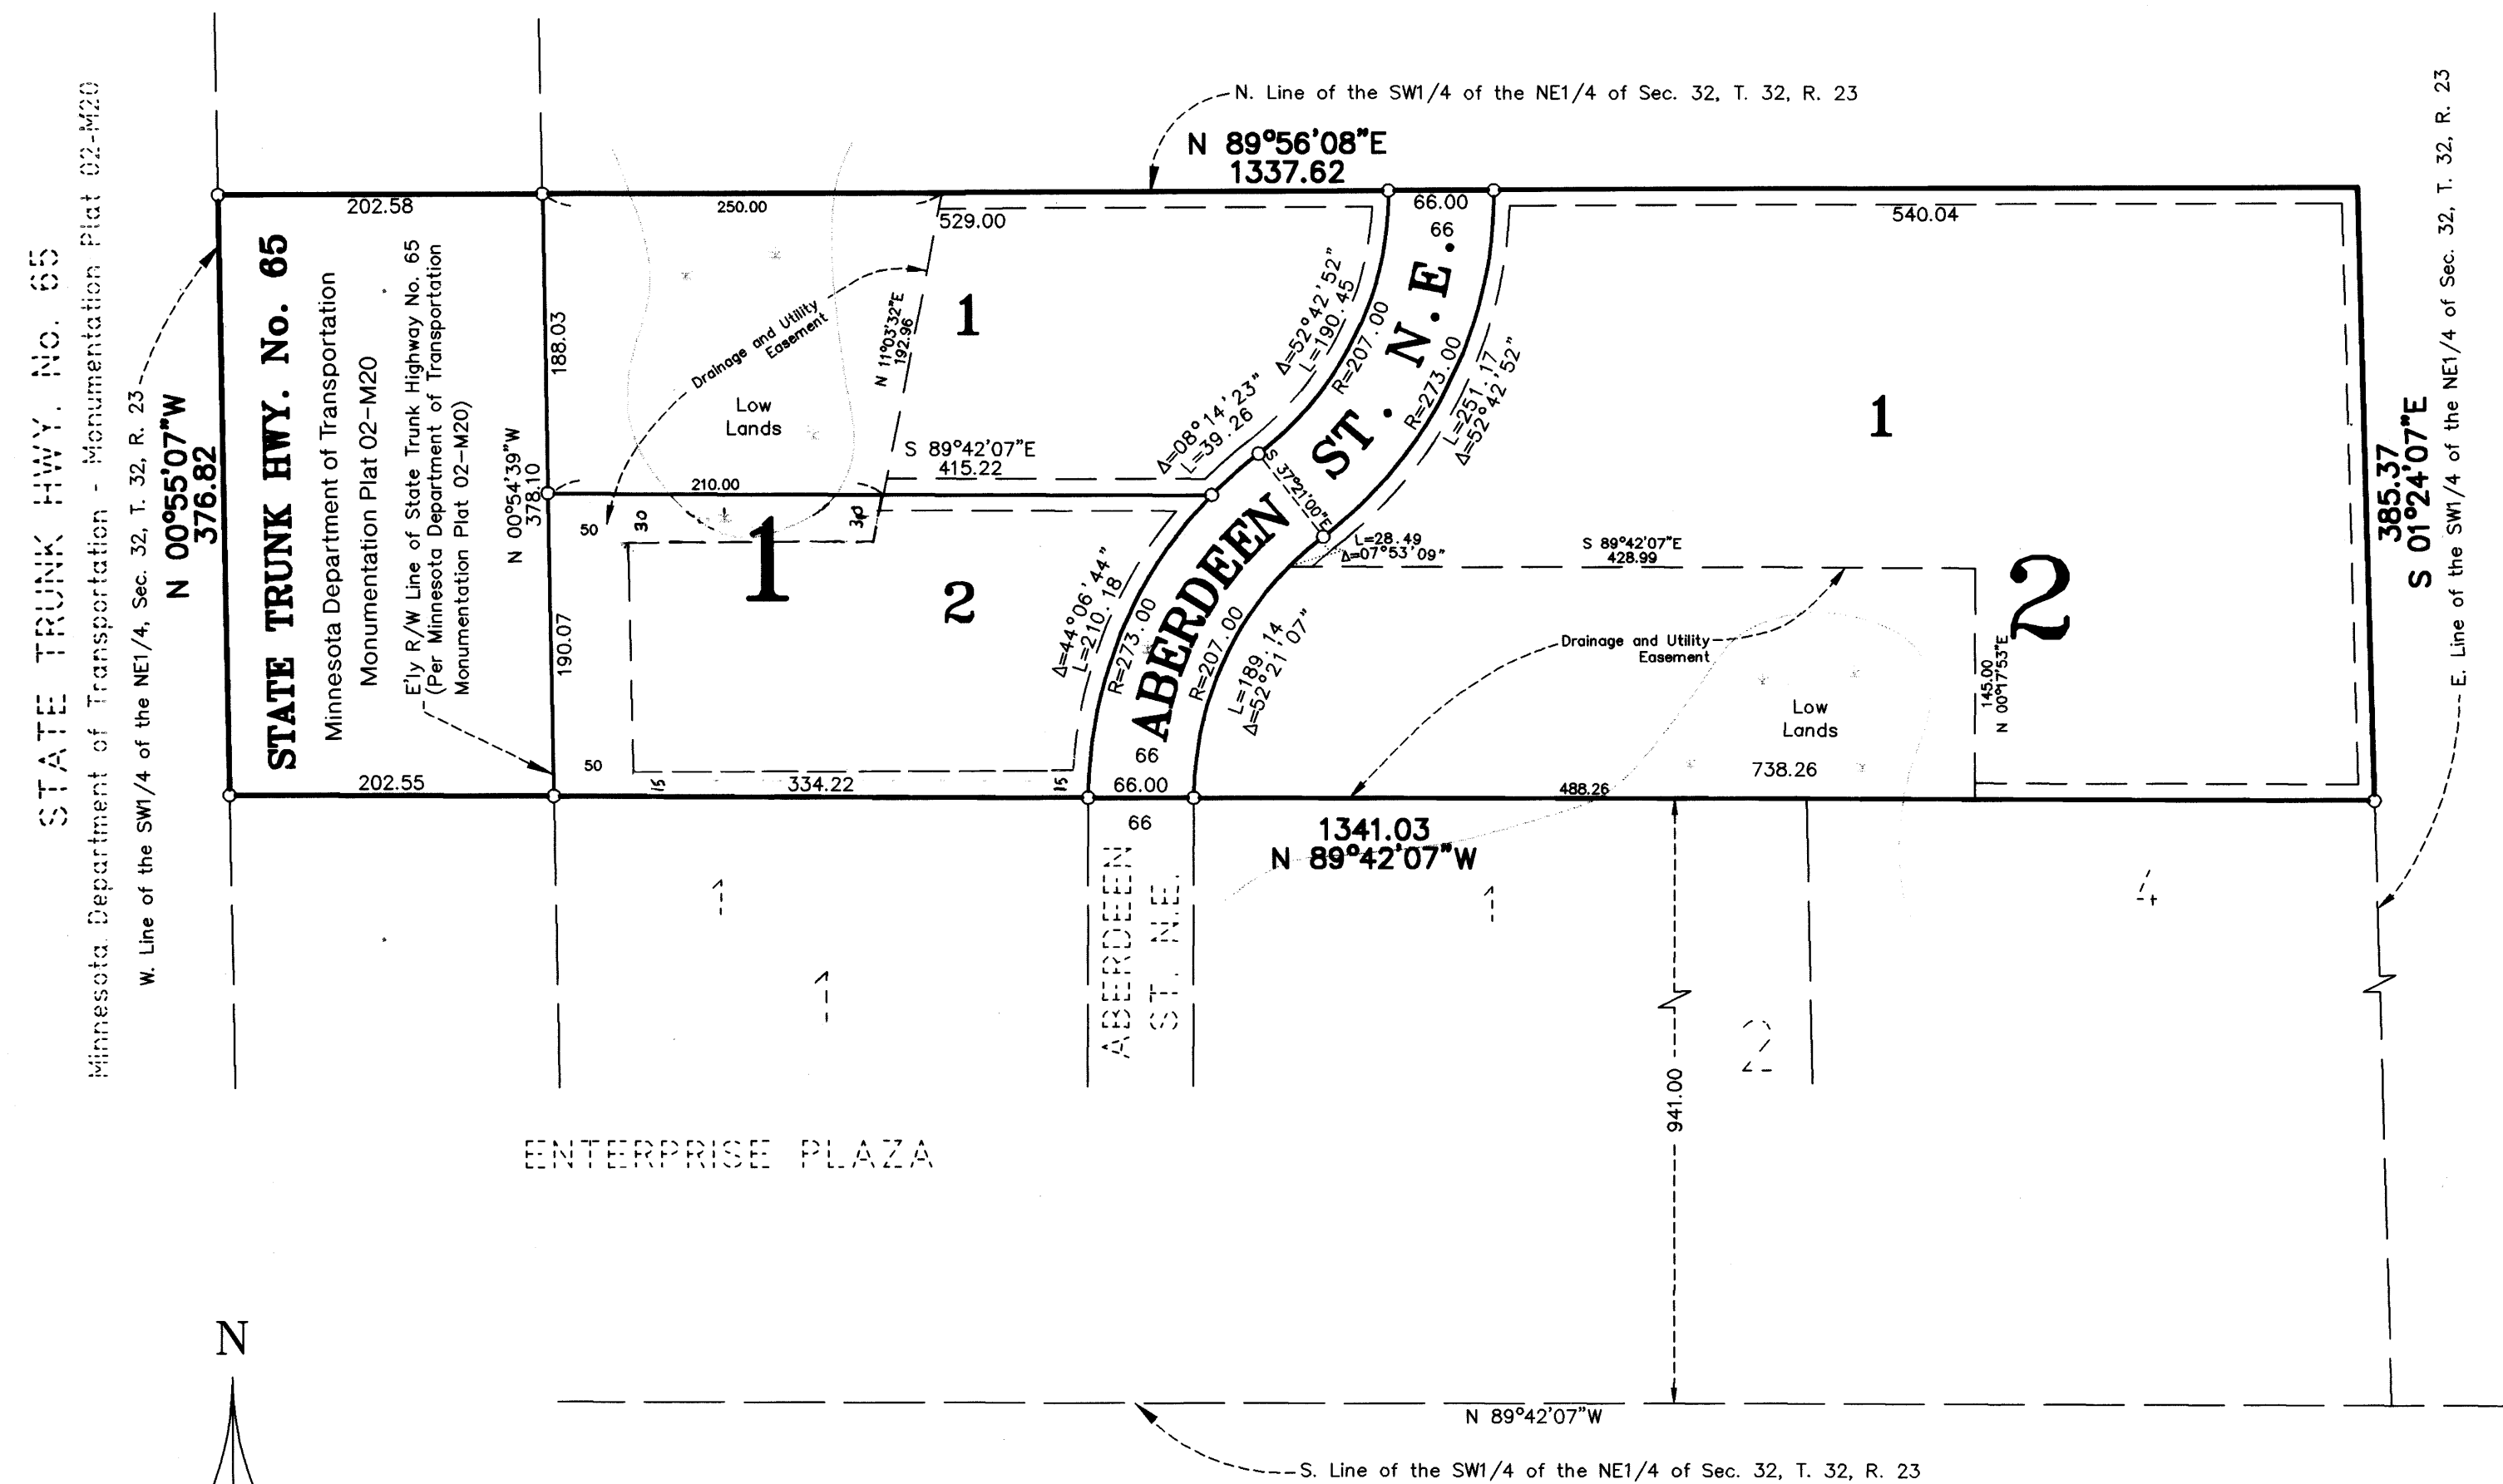 N. Line of the SW1/4 of the NE1/4 of Sec. 32, T. 32, R. 23
N 89°56'08"E
1337.62
202.58
250.00
529.00
66.00
66
540.04
STATE TRUNK HWY. No. 65
Minnesota Department of Transportation - Monumentation Plat 02-M20
W. Line of the SW1/4 of the NE1/4, Sec. 32, T. 32, R. 23
N 00°55'07"W
376.82
STATE TRUNK HWY. No. 65
Minnesota Department of Transportation
Monumentation Plat 02-M20
E'ly R/W Line of State Trunk Highway No. 65
(Per Minnesota Department of Transportation
Monumentation Plat 02-M20)
188.03
N 00°54'39"W
378.10
190.07
Drainage and Utility
Easement
N 11°03'32"E
192.96
1
Low
Lands
S 89°42'07"E
415.22
210.00
Δ=52°42'52"
L=190.45
R=207.00
Δ=08°14'23"
L=39.26
R=273.00
L=251.17
Δ=52°42'52"
ABERDEEN ST. N.E.
S 37°21'00"E
1
385.37
S 01°24'07"E
E. Line of the SW1/4 of the NE1/4 of Sec. 32, T. 32, R. 23
50
30
30
1
2
Δ=44°06'44"
L=210.18
R=273.00
R=207.00
L=189.14
Δ=52°21'07"
L=28.49
Δ=07°53'09"
S 89°42'07"E
428.99
2
Drainage and Utility
Easement
145.00
N 00°17'53"E
Low
Lands
738.26
50
15
15
66
202.55
334.22
66.00
488.26
66
1341.03
N 89°42'07"W
1
1
ABERDEEN
ST. N.E.
1
4
2
941.00
ENTERPRISE PLAZA
N
N 89°42'07"W
S. Line of the SW1/4 of the NE1/4 of Sec. 32, T. 32, R. 23